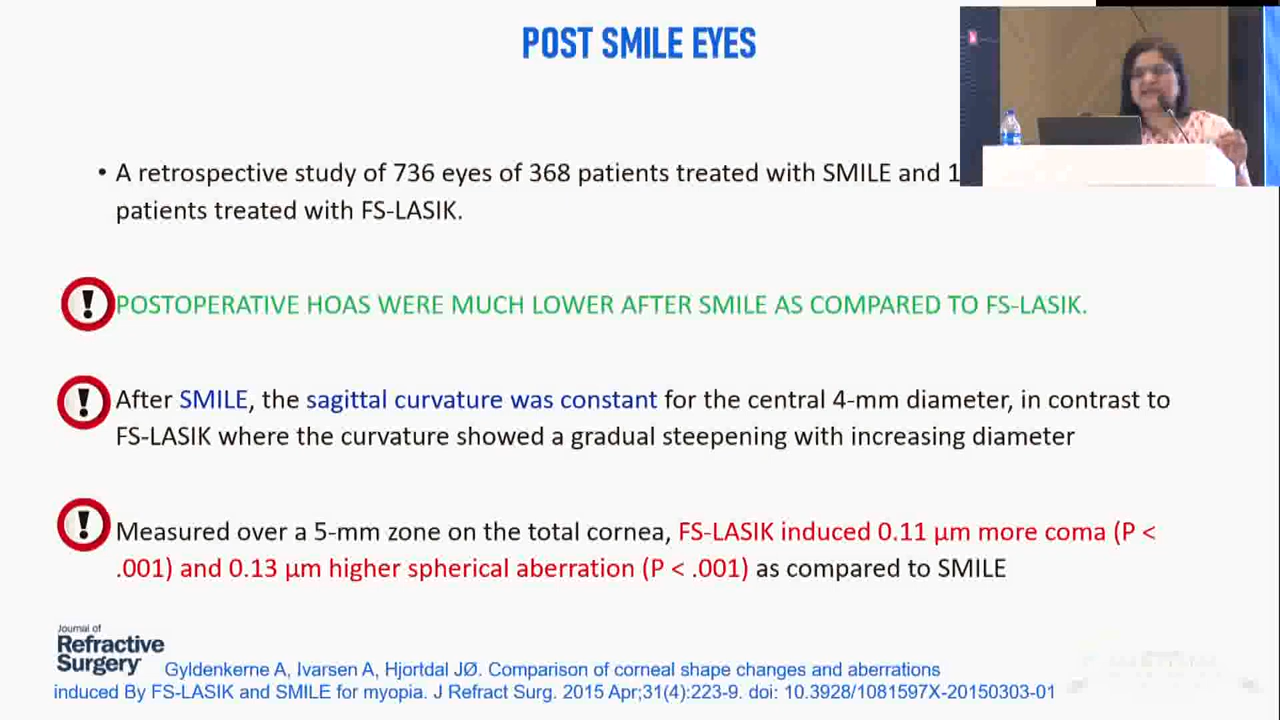 POST SMILE EYES
• A retrospective study of 736 eyes of 368 patients treated with SMILE and 1
patients treated with FS-LASIK.
POSTOPERATIVE HOAS WERE MUCH LOWER AFTER SMILE AS COMPARED TO FS-LASIK.
After SMILE, the sagittal curvature was constant for the central 4-mm diameter, in contrast to
FS-LASIK where the curvature showed a gradual steepening with increasing diameter
Measured over a 5-mm zone on the total cornea, FS-LASIK induced 0.11 µm more coma (P <
.001) and 0.13 µm higher spherical aberration (P < .001) as compared to SMILE
Journal of
Refractive
Surgery
Gyldenkerne A, Ivarsen A, Hjortdal JØ. Comparison of corneal shape changes and aberrations
induced By FS-LASIK and SMILE for myopia. J Refract Surg. 2015 Apr;31(4):223-9. doi: 10.3928/1081597X-20150303-01